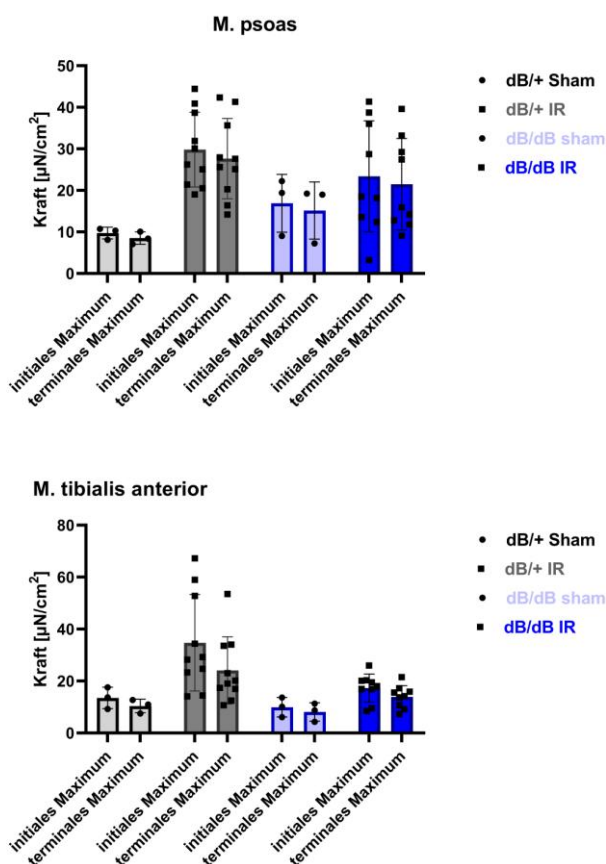 M. psoas
Kraft [µN/cm²]
50
40
30
20
10
0
initiales Maximum
terminales Maximum
initiales Maximum
terminales Maximum
initiales Maximum
terminales Maximum
initiales Maximum
terminales Maximum
dB/+ Sham
dB/+ IR
dB/dB sham
dB/dB IR
M. tibialis anterior
Kraft [µN/cm²]
80
60
40
20
0
initiales Maximum
terminales Maximum
initiales Maximum
terminales Maximum
initiales Maximum
terminales Maximum
initiales Maximum
terminales Maximum
dB/+ Sham
dB/+ IR
dB/dB sham
dB/dB IR